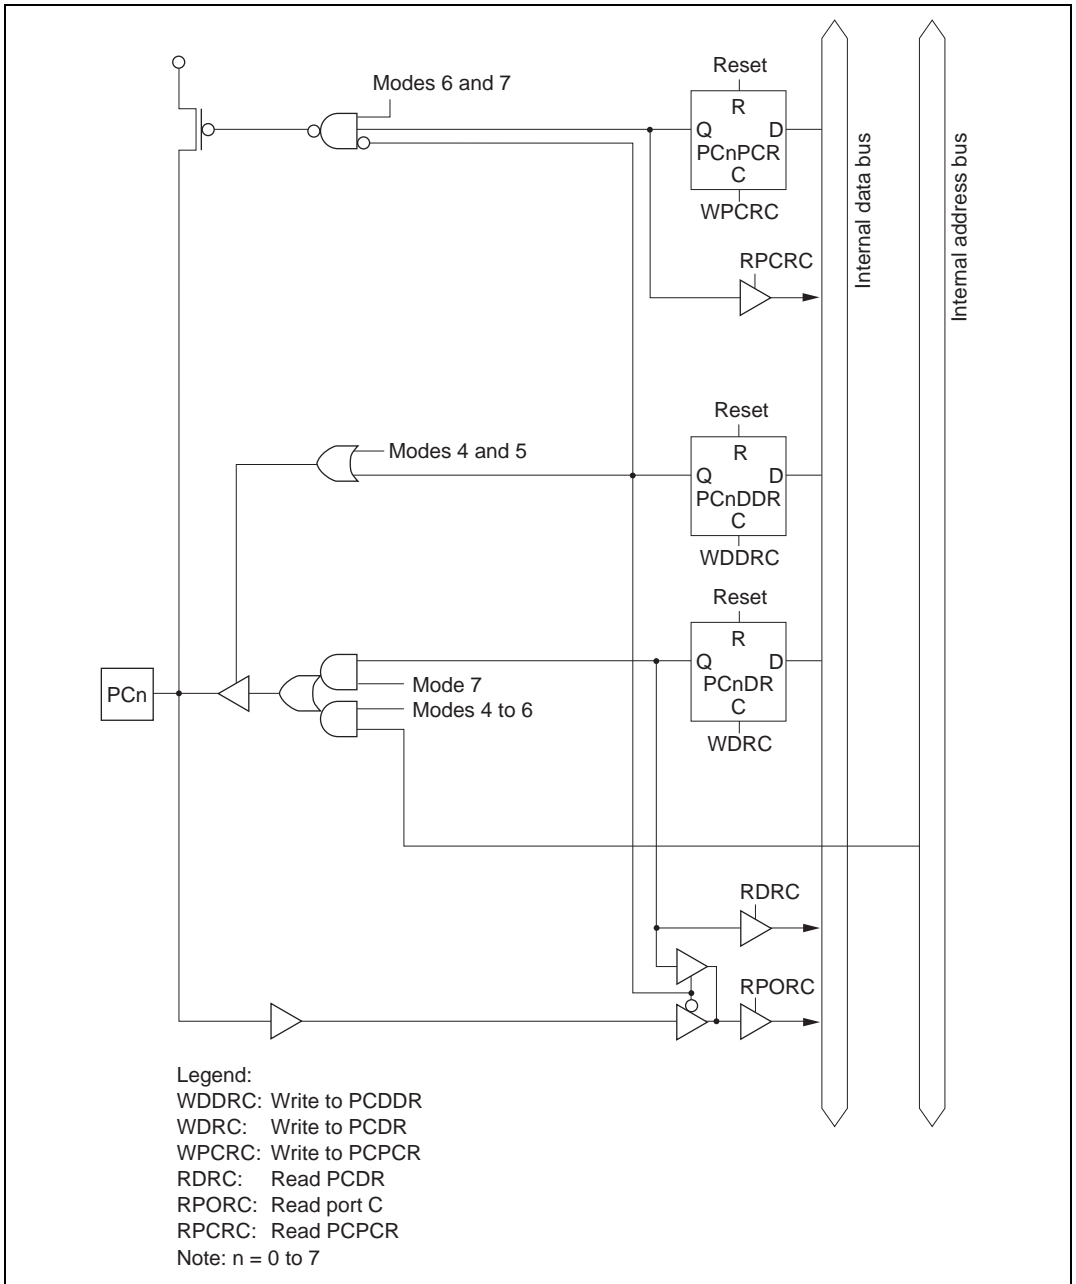 Reset
Modes 6 and 7
R
Q D
PCnPCR
C
WPCRC
Internal data bus
Internal address bus
RPCRC
Reset
Modes 4 and 5
R
Q D
PCnDDR
C
WDDRC
Reset
R
Q D
PCnDR
C
WDRC
Mode 7
PCn
Modes 4 to 6
RDRC
RPORC
Legend:
WDDRC: Write to PCDDR
WDRC: Write to PCDR
WPCRC: Write to PCPCR
RDRC: Read PCDR
RPORC: Read port C
RPCRC: Read PCPCR
Note: n = 0 to 7